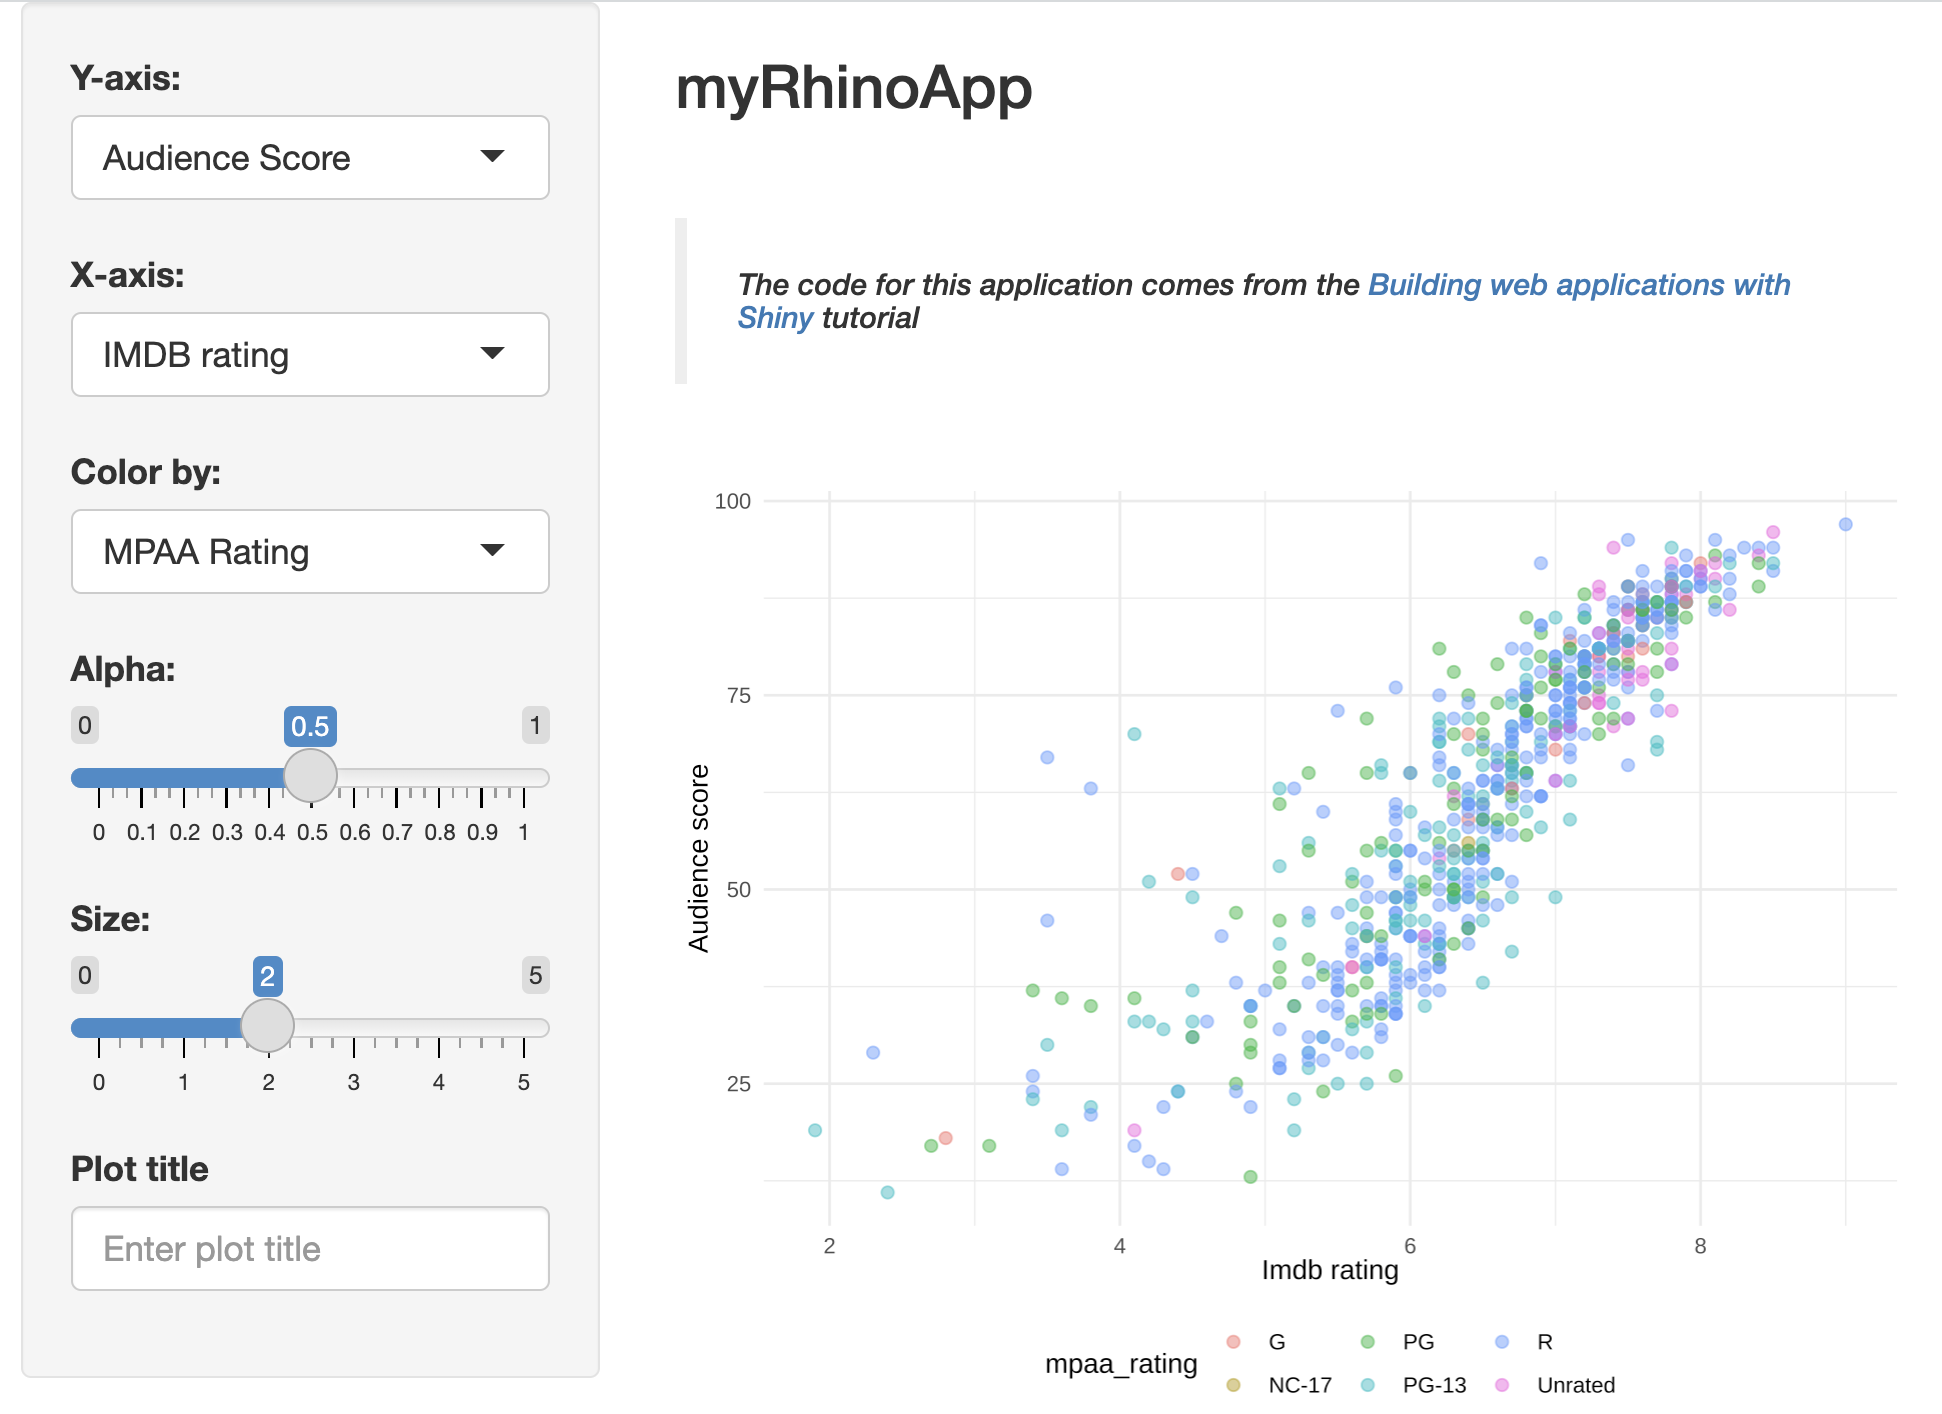 Y-axis:
Audience Score
X-axis:
IMDB rating
Color by:
MPAA Rating
Alpha:
0 0.5 1
0 0.1 0.2 0.3 0.4 0.5 0.6 0.7 0.8 0.9 1
Size:
0 2 5
0 1 2 3 4 5
Plot title
Enter plot title
myRhinoApp
The code for this application comes from the Building web applications with
Shiny tutorial
100
75
50
25
Audience score
2 4 6 8
Imdb rating
mpaa_rating
G PG R
NC-17 PG-13 Unrated